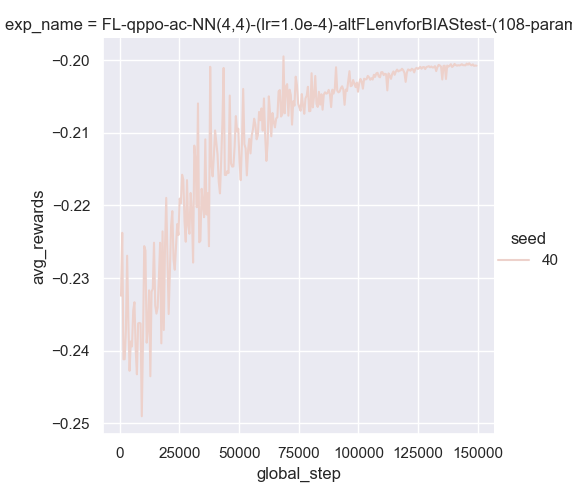 exp_name = FL-qppo-ac-NN(4,4)-(lr=1.0e-4)-altFLenvforBIAStest-(108-param
−0.20
−0.21
−0.22
−0.23
−0.24
−0.25
avg_rewards
0 25000 50000 75000 100000 125000 150000
global_step
seed
40